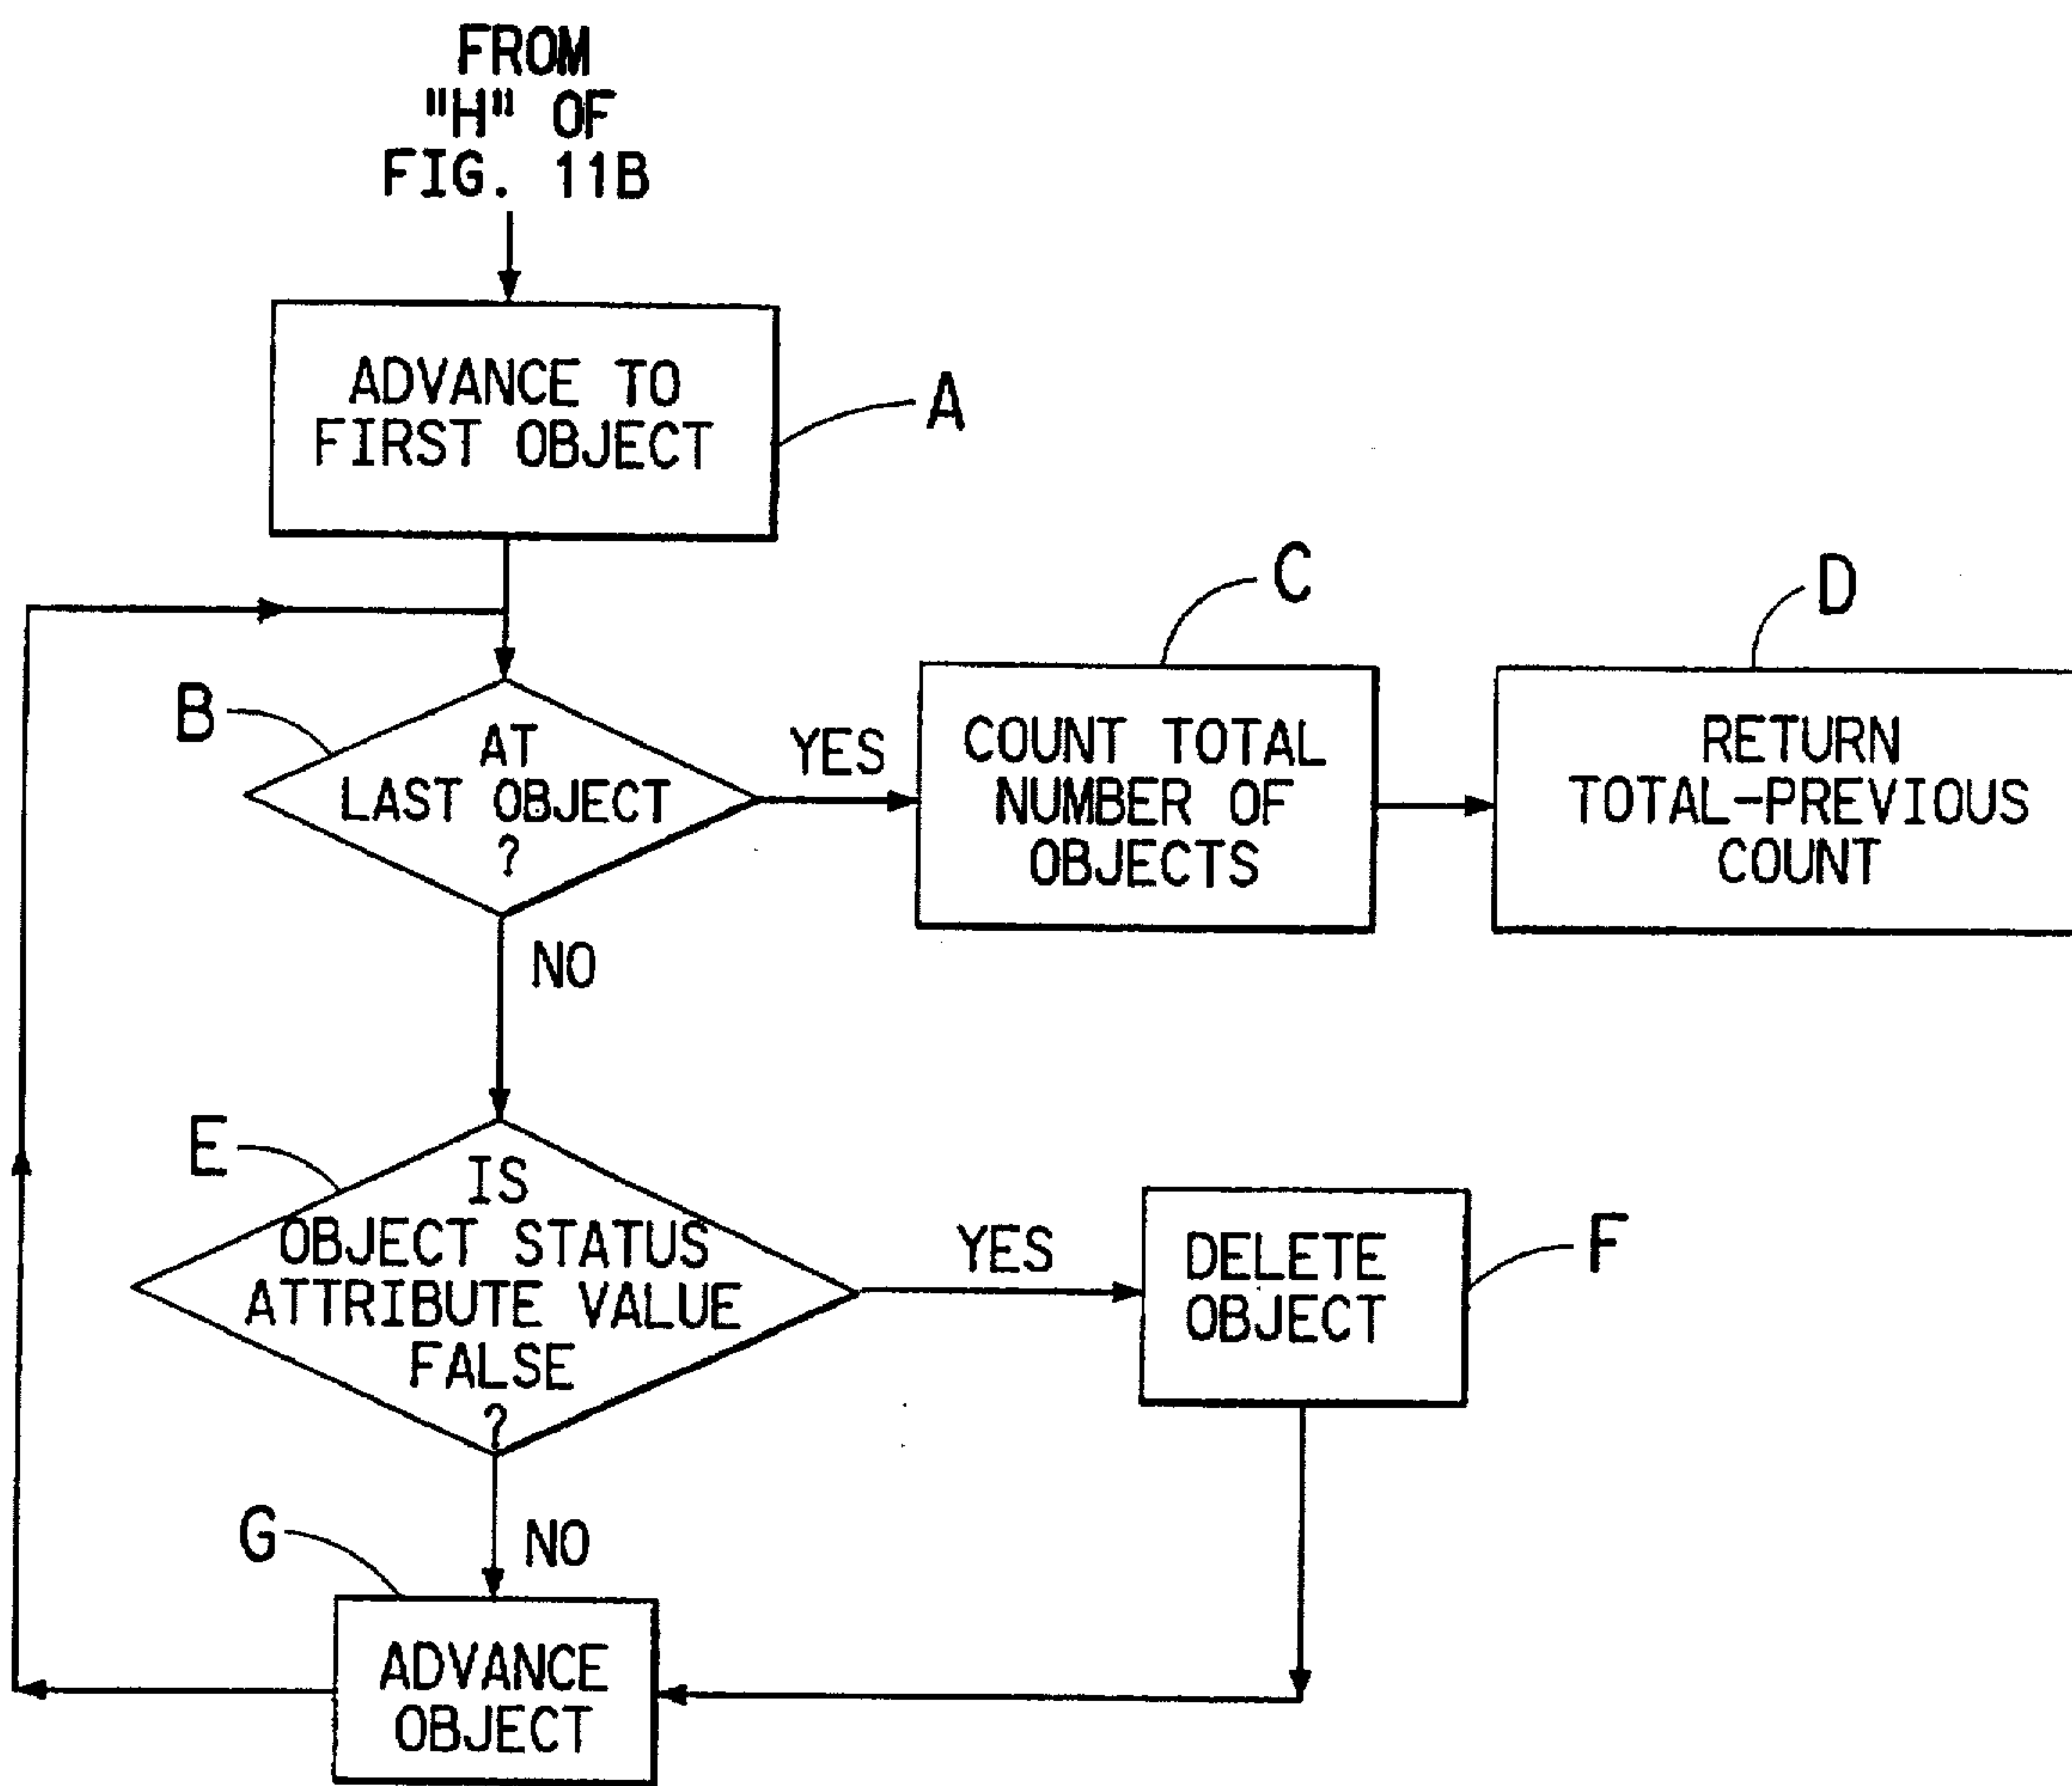 FROM
"H" OF
FIG. 11B
ADVANCE TO
FIRST OBJECT
A
B
AT
LAST OBJECT
?
YES
C
COUNT TOTAL
NUMBER OF
OBJECTS
D
RETURN
TOTAL-PREVIOUS
COUNT
NO
E
IS
OBJECT STATUS
ATTRIBUTE VALUE
FALSE
?
YES
DELETE
OBJECT
F
NO
G
ADVANCE
OBJECT